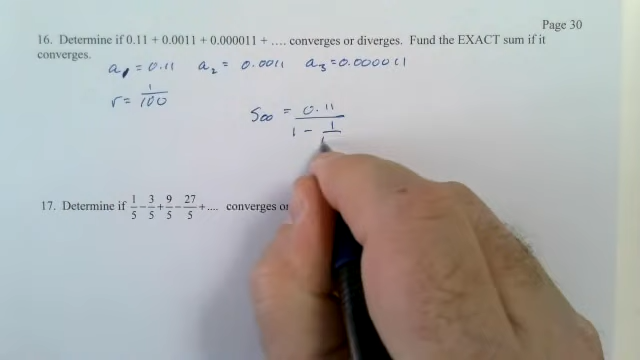 Page 30
16. Determine if 0.11 + 0.0011 + 0.000011 + .... converges or diverges. Fund the EXACT sum if it
converges.
a₁ = 0.11 a₂ = 0.0011 a₃ = 0.000011
r = 1/100
S∞ = 0.11 / 1 - 1/
17. Determine if 1/5 - 3/5 + 9/5 - 27/5 + .... converges or